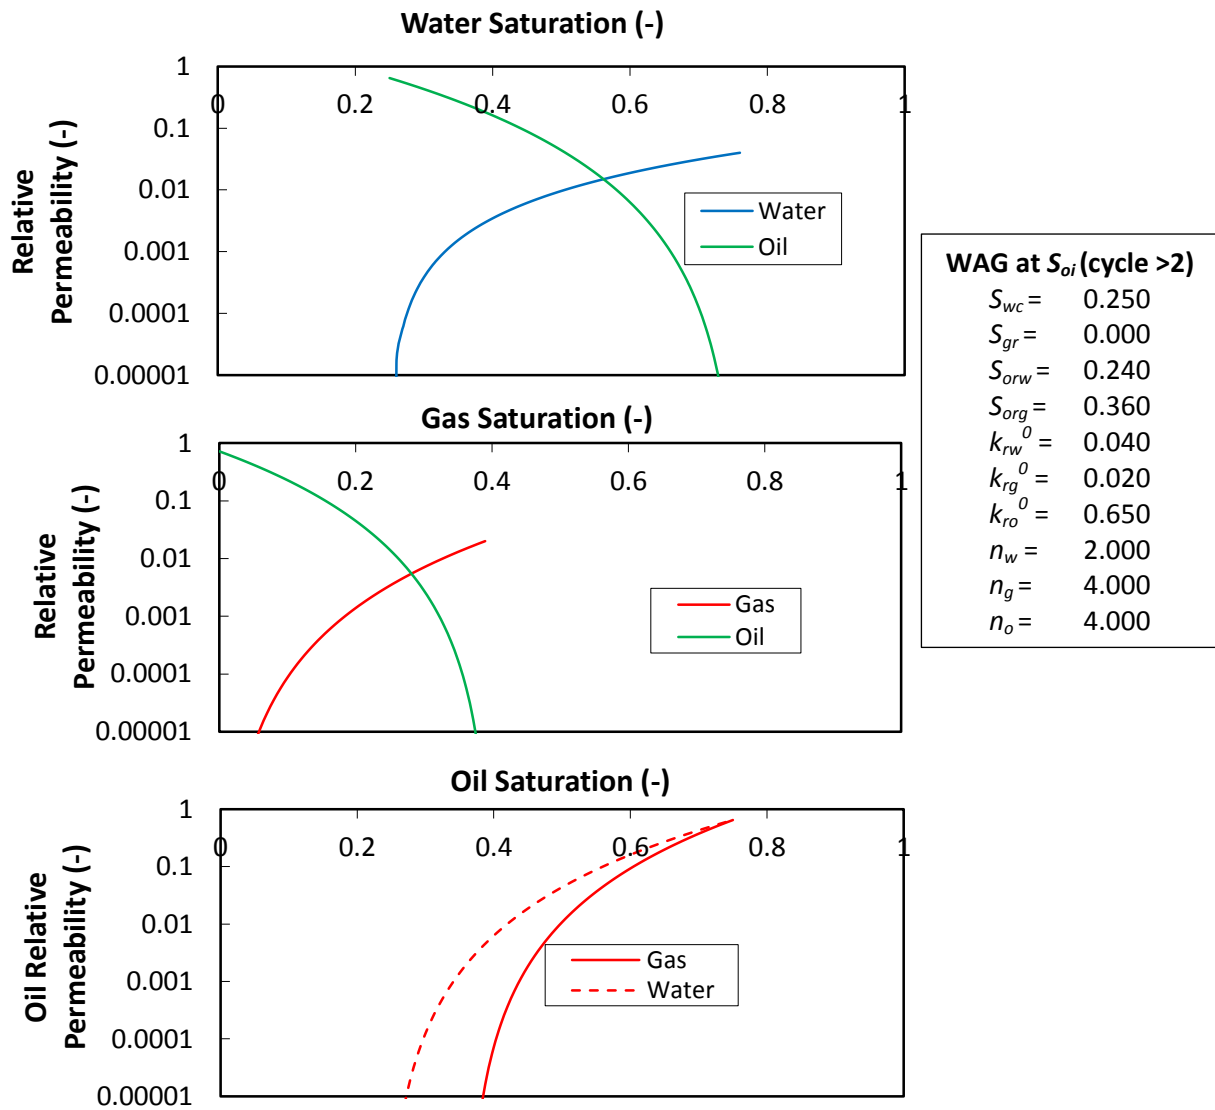 Water Saturation (-)
1
0 0.2 0.4 0.6 0.8 1
0.1
0.01
0.001
0.0001
0.00001
Relative
Permeability (-)
Water
Oil
Gas Saturation (-)
1
0 0.2 0.4 0.6 0.8 1
0.1
0.01
0.001
0.0001
0.00001
Relative
Permeability (-)
Gas
Oil
Oil Saturation (-)
1
0 0.2 0.4 0.6 0.8 1
0.1
0.01
0.001
0.0001
0.00001
Oil Relative
Permeability (-)
Gas
Water
WAG at Soi (cycle >2)
Swc = 0.250
Sgr = 0.000
Sorw = 0.240
Sorg = 0.360
krw0 = 0.040
krg0 = 0.020
kro0 = 0.650
nw = 2.000
ng = 4.000
no = 4.000